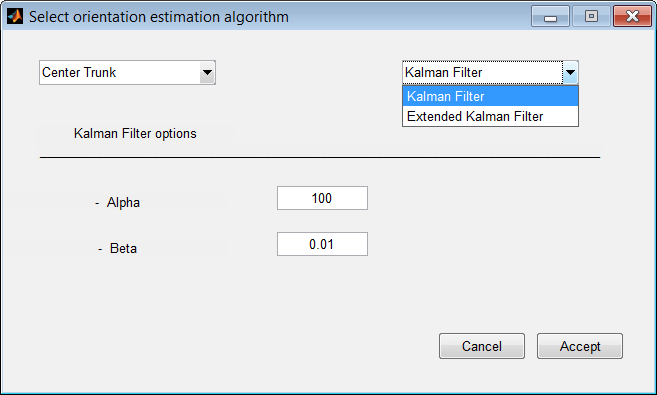 Select orientation estimation algorithm
Center Trunk
Kalman Filter
Kalman Filter
Extended Kalman Filter
Kalman Filter options
- Alpha
100
- Beta
0.01
Cancel
Accept